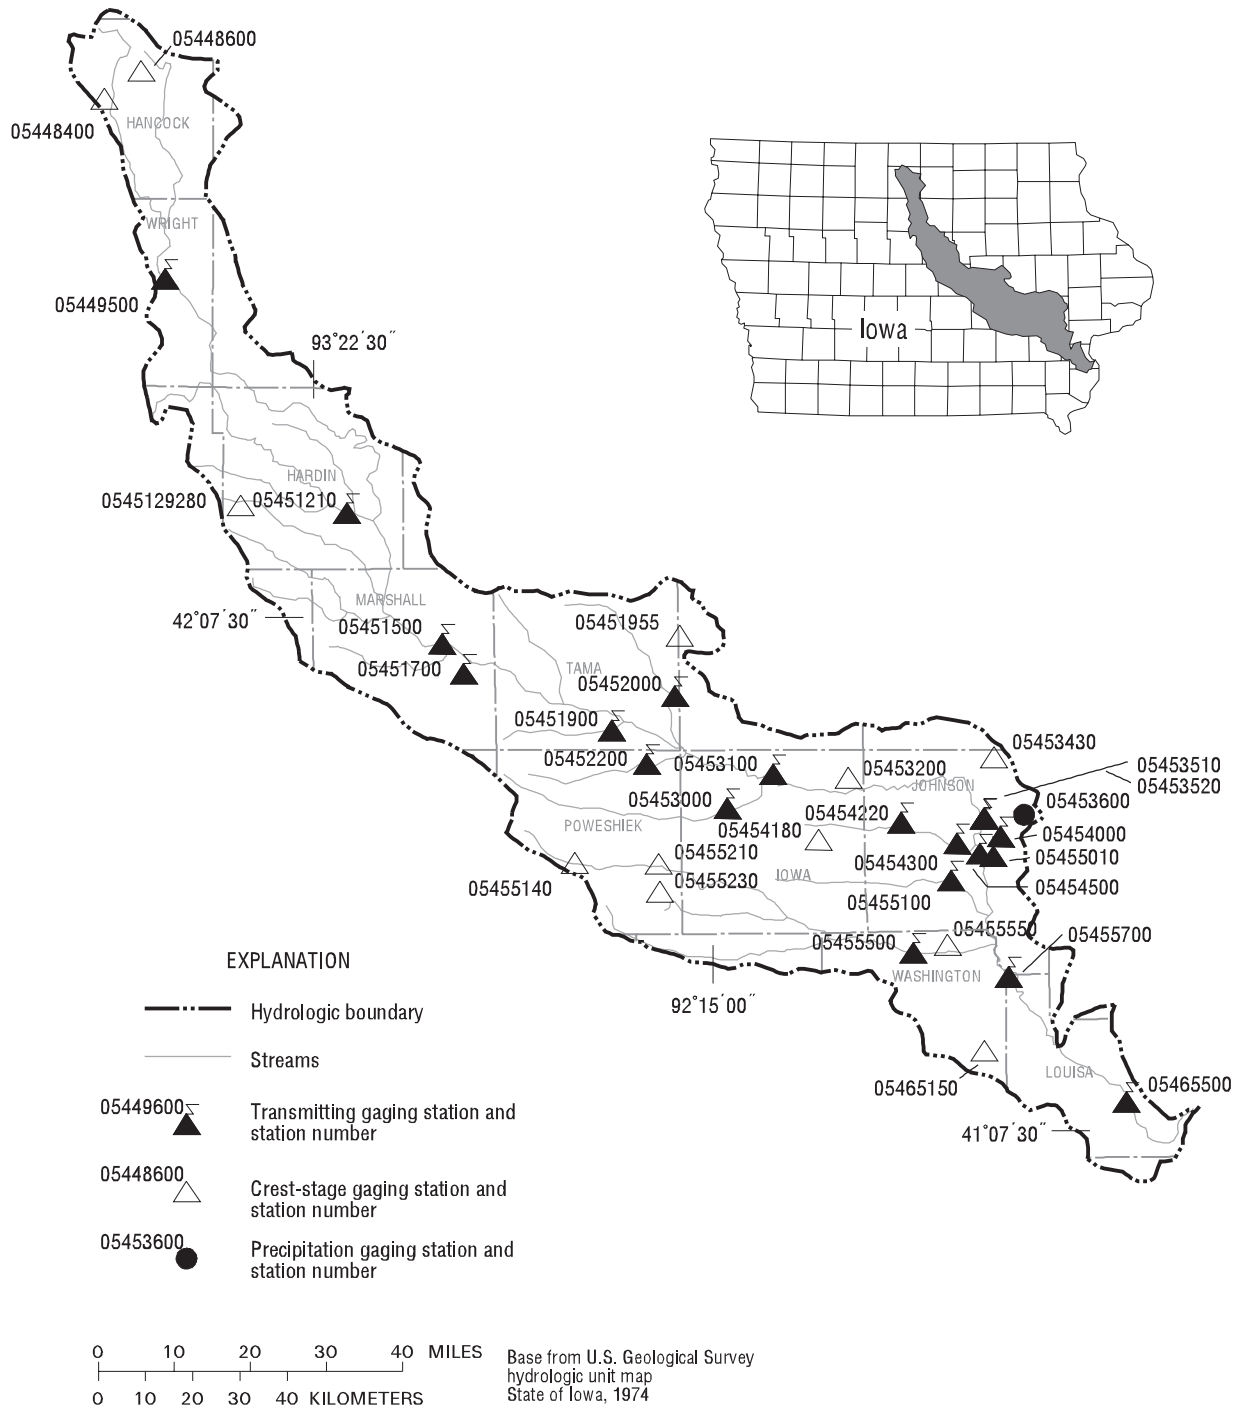 05448600
05448400
HANCOCK
WRIGHT
05449500
93°22'30"
Iowa
HARDIN
0545129280
05451210
MARSHALL
42°07'30"
05451500
05451955
05451700
TAMA
05452000
05451900
05452200
05453100
05453430
05453200
05453510
05453520
JOHNSON
05453000
05453600
05454220
POWESHIEK
05454180
05454000
05455210
05455010
05454300
05455140
05455230
IOWA
05454500
05455100
05455550
05455500
05455700
WASHINGTON
92°15'00"
LOUISA
05465150
05465500
41°07'30"
EXPLANATION
Hydrologic boundary
Streams
05449600
Transmitting gaging station and
station number
05448600
Crest-stage gaging station and
station number
05453600
Precipitation gaging station and
station number
0 10 20 30 40 MILES
0 10 20 30 40 KILOMETERS
Base from U.S. Geological Survey
hydrologic unit map
State of Iowa, 1974